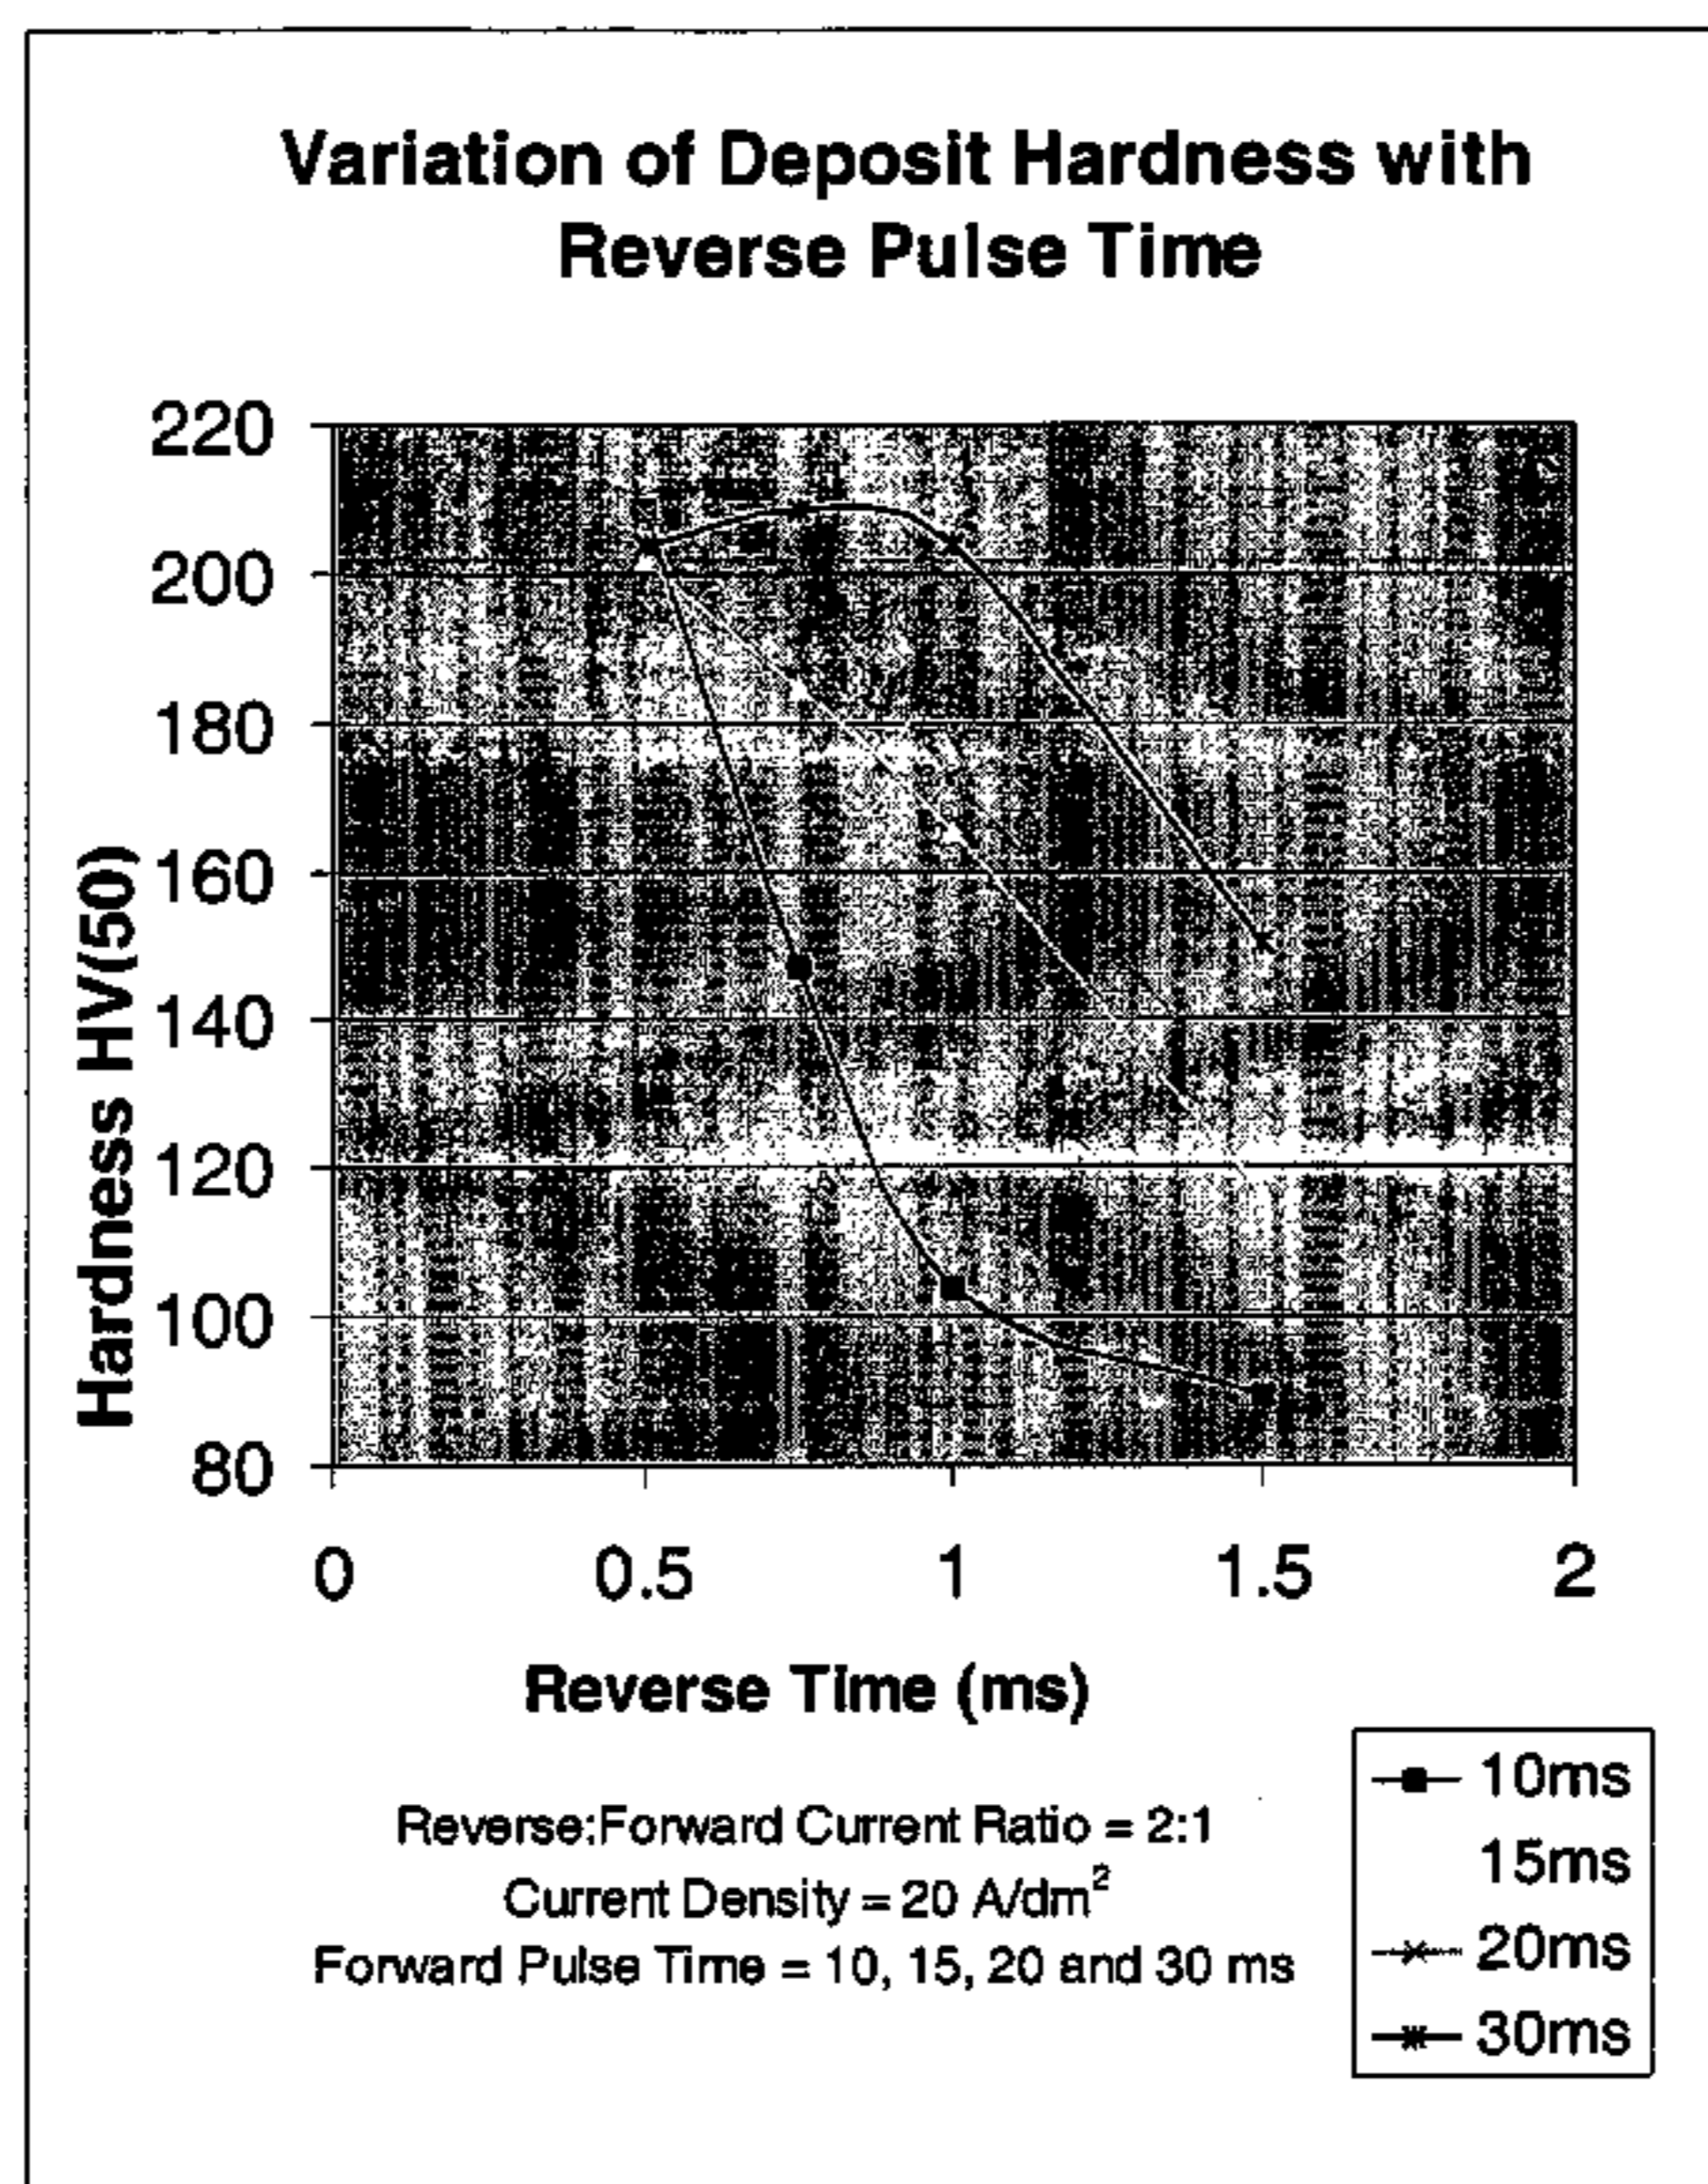 Variation of Deposit Hardness with
Reverse Pulse Time
220
200
180
160
140
120
100
80
Hardness HV(50)
0 0.5 1 1.5 2
Reverse Time (ms)
Reverse:Forward Current Ratio = 2:1
Current Density = 20 A/dm²
Forward Pulse Time = 10, 15, 20 and 30 ms
10ms
15ms
20ms
30ms